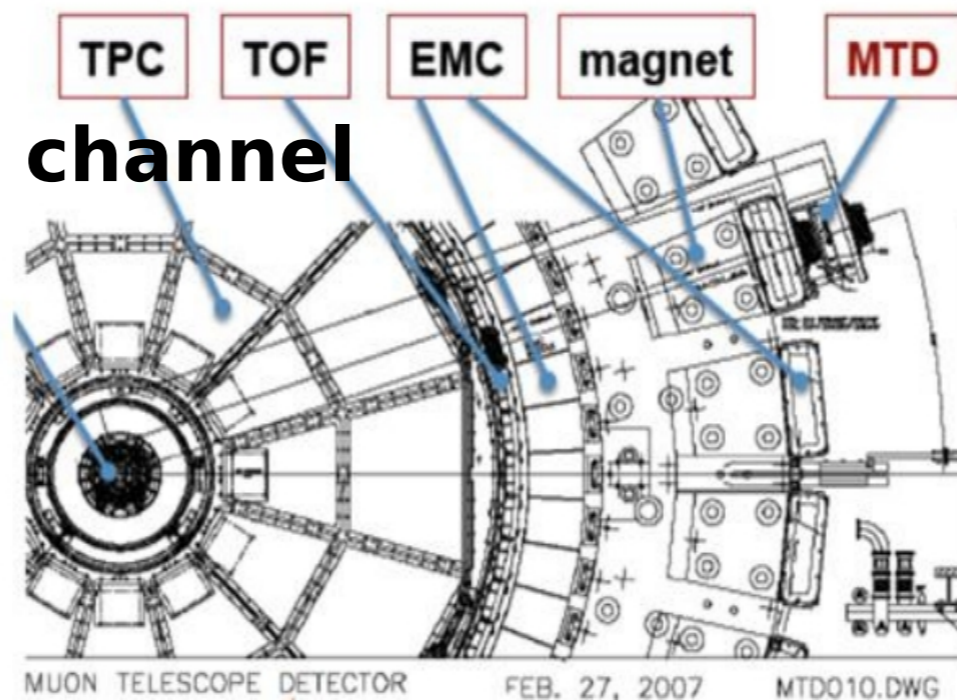 TPC TOF EMC magnet MTD
channel
MUON TELESCOPE DETECTOR FEB. 27, 2007 MTD010.DWG